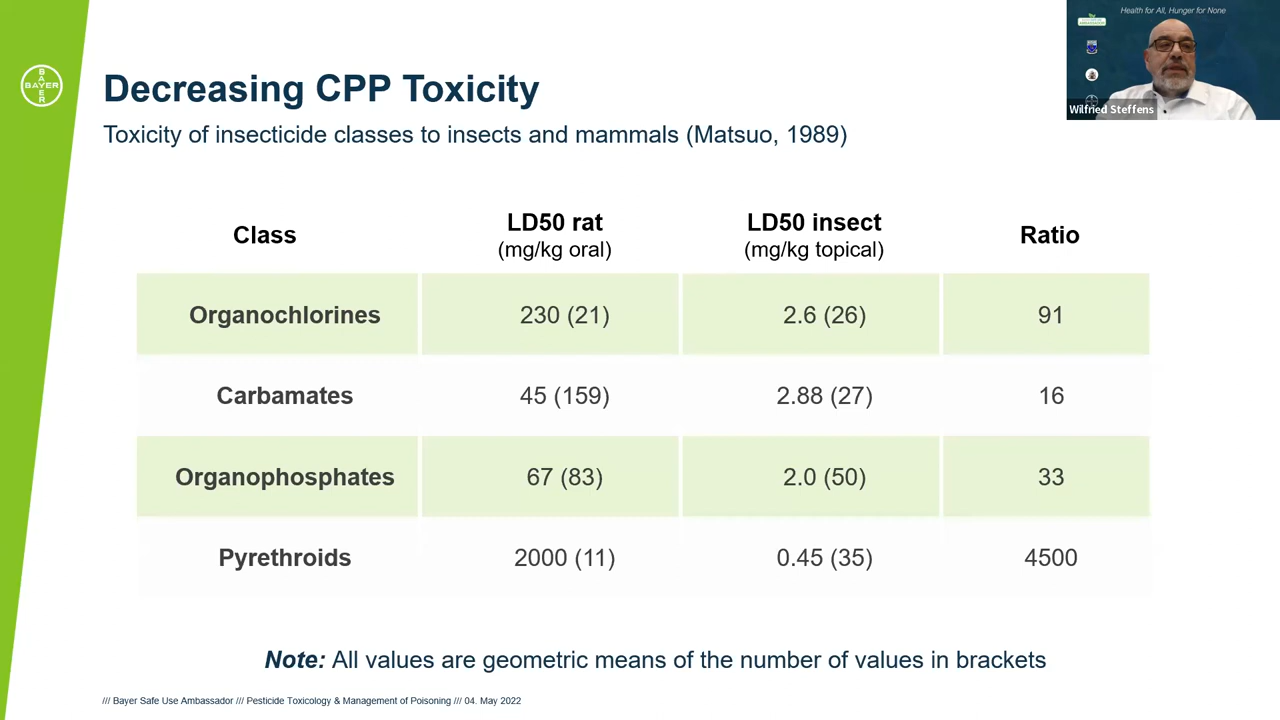 Health for All, Hunger for None
BAYER
BAYER
Wilfried Steffens
Decreasing CPP Toxicity
Toxicity of insecticide classes to insects and mammals (Matsuo, 1989)
Class LD50 rat (mg/kg oral) LD50 insect (mg/kg topical) Ratio
Organochlorines 230 (21) 2.6 (26) 91
Carbamates 45 (159) 2.88 (27) 16
Organophosphates 67 (83) 2.0 (50) 33
Pyrethroids 2000 (11) 0.45 (35) 4500
Note: All values are geometric means of the number of values in brackets
/// Bayer Safe Use Ambassador /// Pesticide Toxicology & Management of Poisoning /// 04. May 2022